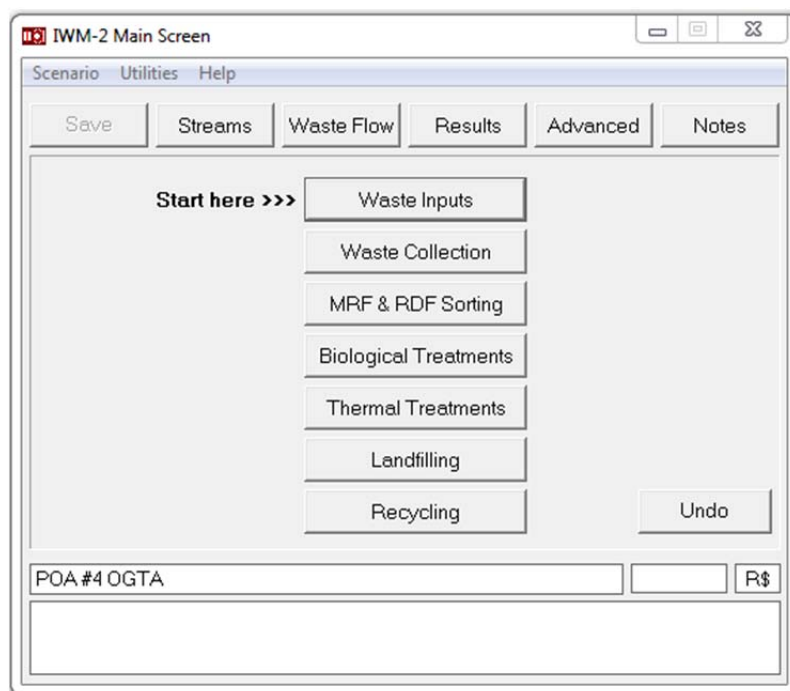 IWM-2 Main Screen
Scenario Utilities Help
Save Streams Waste Flow Results Advanced Notes
Start here >>> Waste Inputs
Waste Collection
MRF & RDF Sorting
Biological Treatments
Thermal Treatments
Landfilling
Recycling
Undo
POA #4 OGTA R$